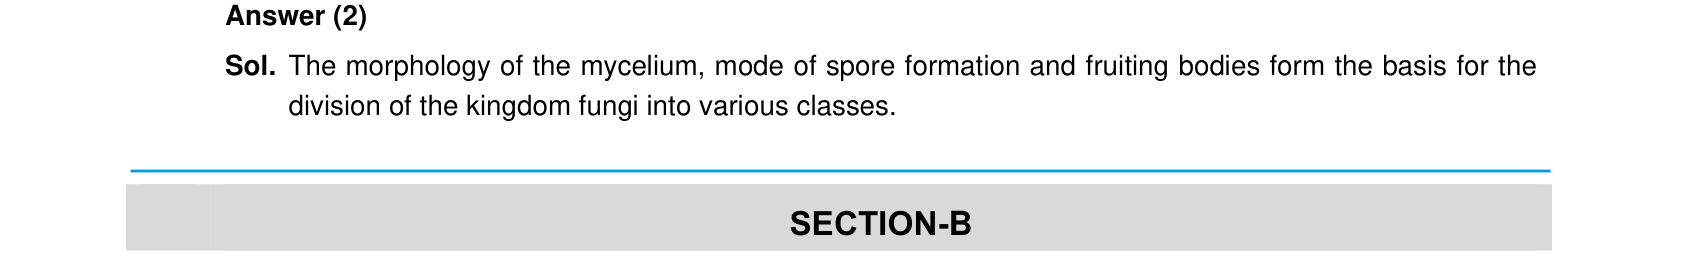 Answer (2)
Sol. The morphology of the mycelium, mode of spore formation and fruiting bodies form the basis for the
division of the kingdom fungi into various classes.
SECTION-B